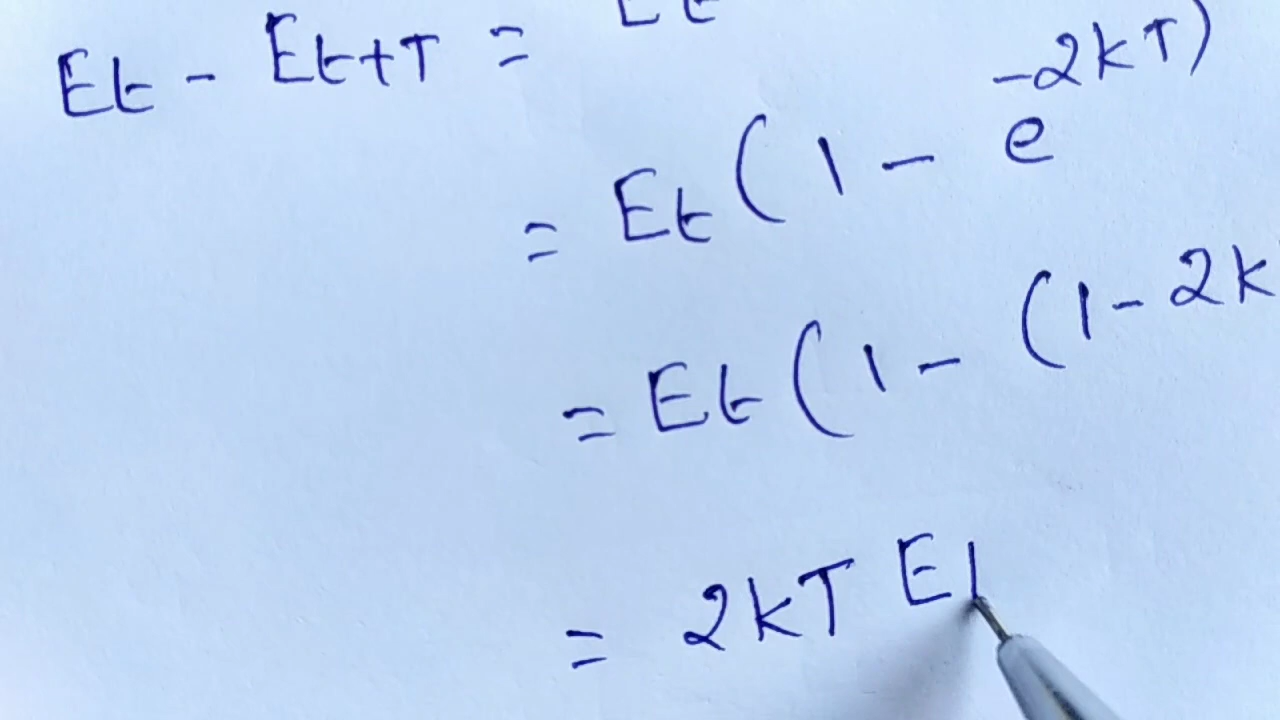 Et - Et+T = Et
= Et (1 - e^-2kT)
= Et (1 - (1 - 2k
= 2kT E